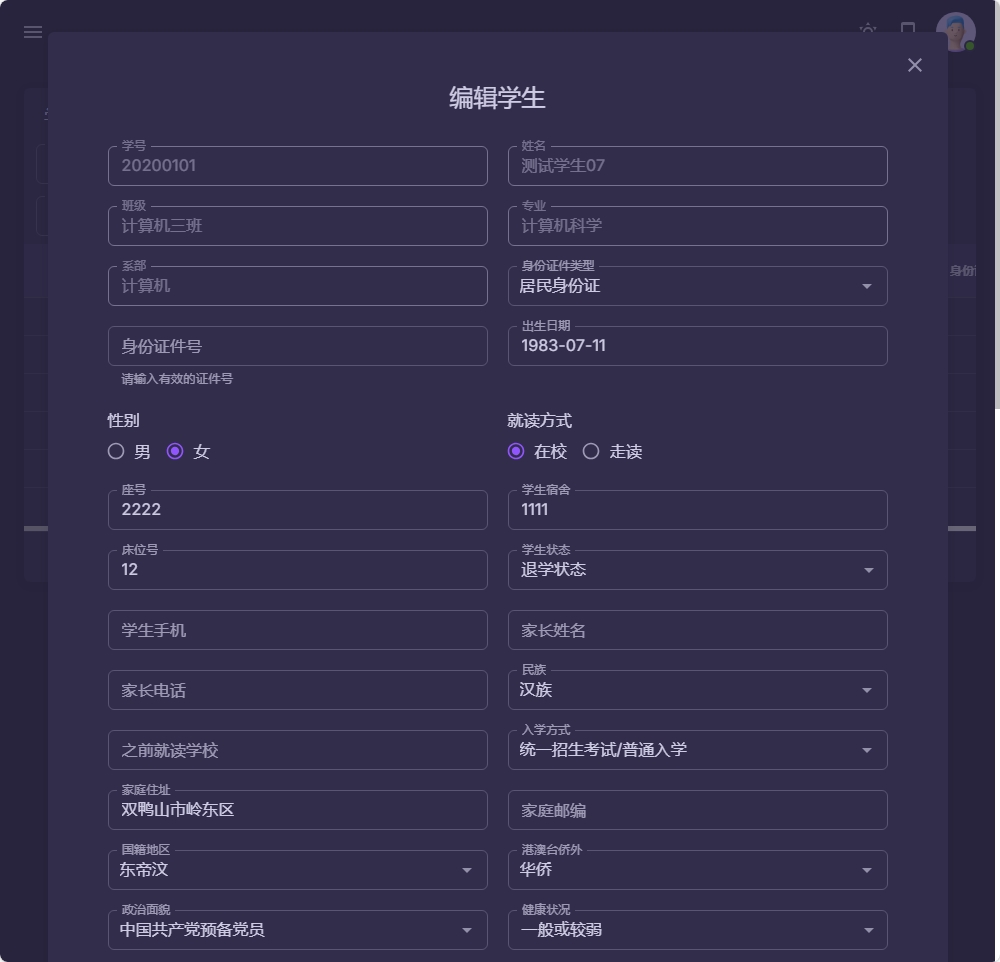 编辑学生
学号
20200101
姓名
测试学生07
班级
计算机三班
专业
计算机科学
系部
计算机
身份证件类型
居民身份证
身份证件号
请输入有效的证件号
出生日期
1983-07-11
性别
男
女
就读方式
在校
走读
座号
2222
学生宿舍
1111
床位号
12
学生状态
退学状态
学生手机
家长姓名
家长电话
民族
汉族
之前就读学校
入学方式
统一招生考试/普通入学
家庭住址
双鸭山市岭东区
家庭邮编
国籍地区
东帝汶
港澳台侨外
华侨
政治面貌
中国共产党预备党员
健康状况
一般或较弱